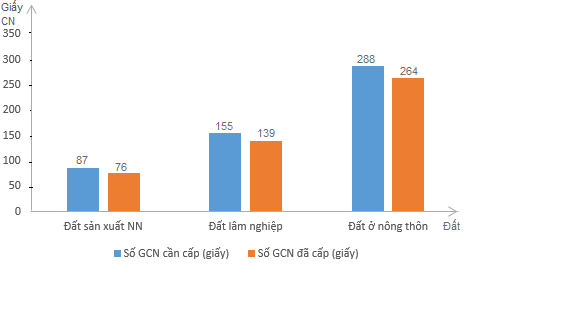 Giấy
CN
350
300
250
200
150
100
50
0
87
76
155
139
288
264
Đất sản xuất NN
Đất lâm nghiệp
Đất ở nông thôn
Đất
Số GCN cần cấp (giấy)
Số GCN đã cấp (giấy)